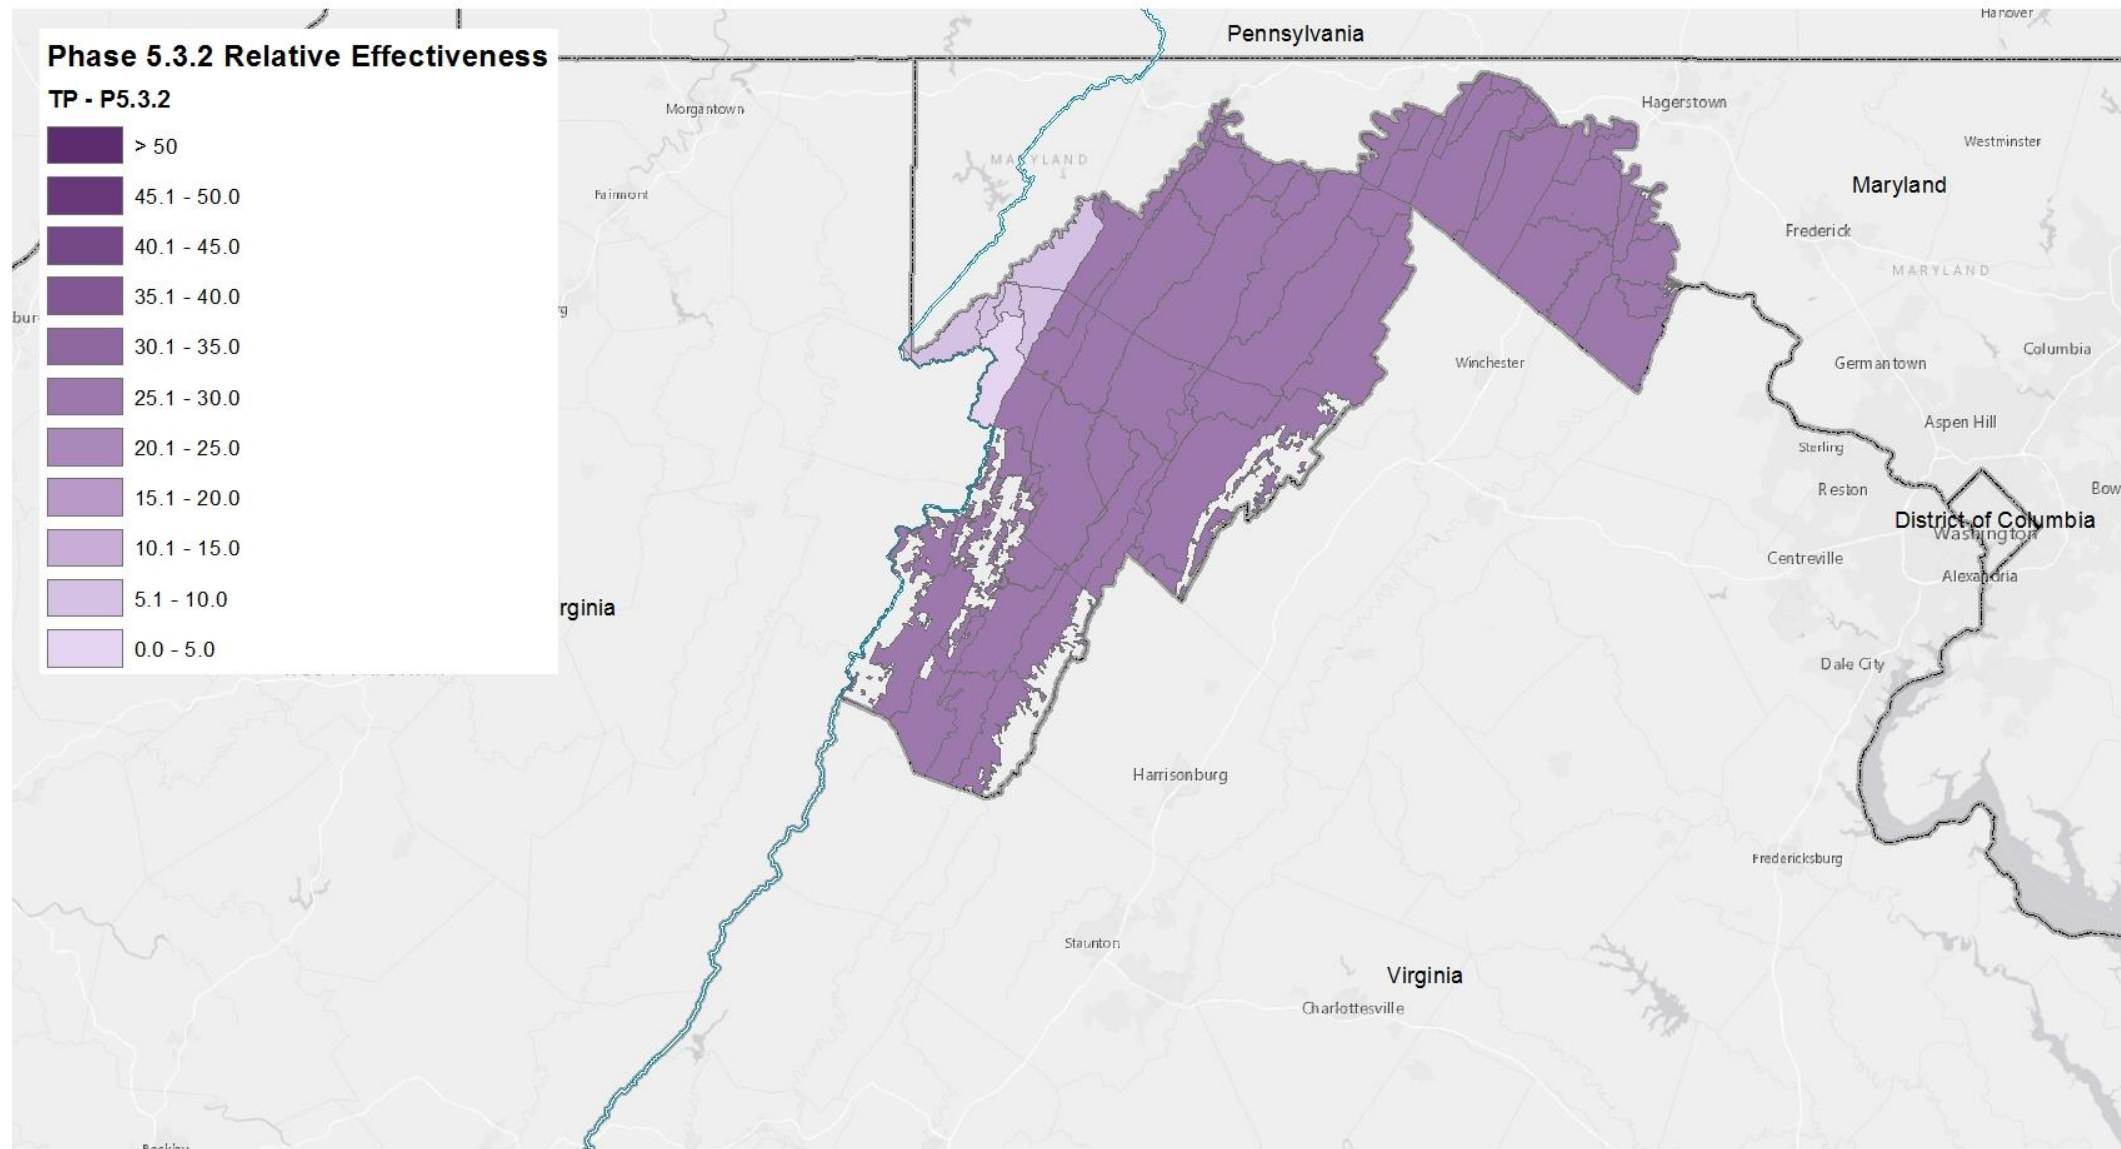 Phase 5.3.2 Relative Effectiveness
TP - P5.3.2
> 50
45.1 - 50.0
40.1 - 45.0
35.1 - 40.0
30.1 - 35.0
25.1 - 30.0
20.1 - 25.0
15.1 - 20.0
10.1 - 15.0
5.1 - 10.0
0.0 - 5.0
Hanover
Pennsylvania
Morgantown
Hagerstown
Westminster
MARYLAND
Maryland
Fairmont
Frederick
MARYLAND
bur
rg
Winchester
Germantown
Columbia
Aspen Hill
Sterling
Reston
Bow
District of Columbia
Washington
Centreville
Alexandria
rginia
Dale City
Harrisonburg
Fredericksburg
Staunton
Virginia
Charlottesville